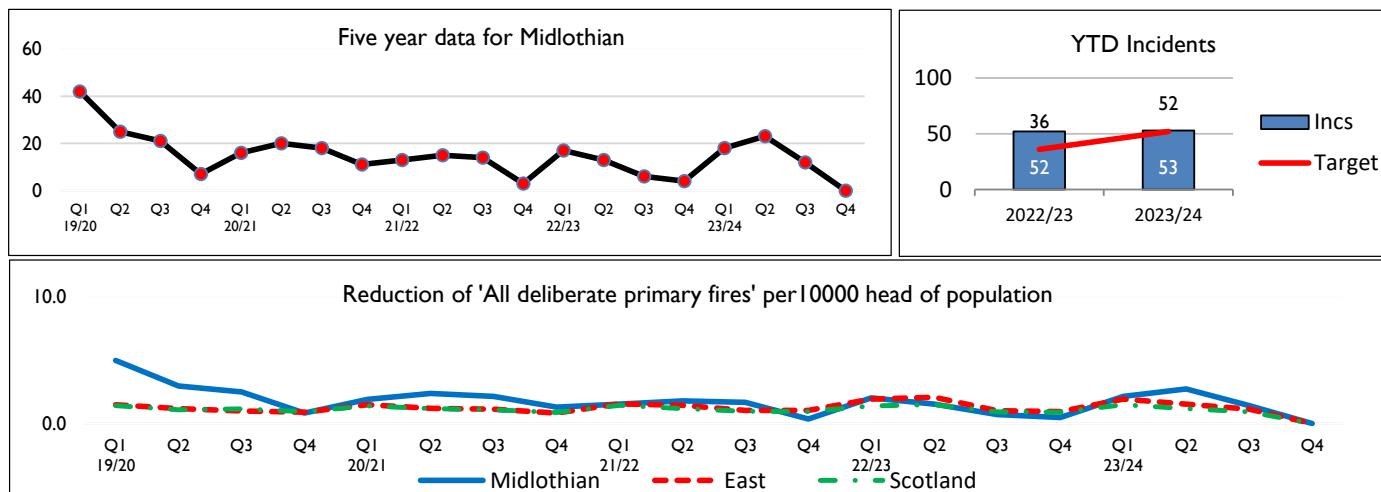 Five year data for Midlothian
60
40
20
0
Q1 Q2 Q3 Q4 Q1 Q2 Q3 Q4 Q1 Q2 Q3 Q4 Q1 Q2 Q3 Q4 Q1 Q2 Q3 Q4
19/20 20/21 21/22 22/23 23/24
YTD Incidents
100
50
0
36 52
52 53
2022/23 2023/24
Incs
Target
Reduction of 'All deliberate primary fires' per10000 head of population
10.0
0.0
Q1 Q2 Q3 Q4 Q1 Q2 Q3 Q4 Q1 Q2 Q3 Q4 Q1 Q2 Q3 Q4 Q1 Q2 Q3 Q4
19/20 20/21 21/22 22/23 23/24
Midlothian East Scotland